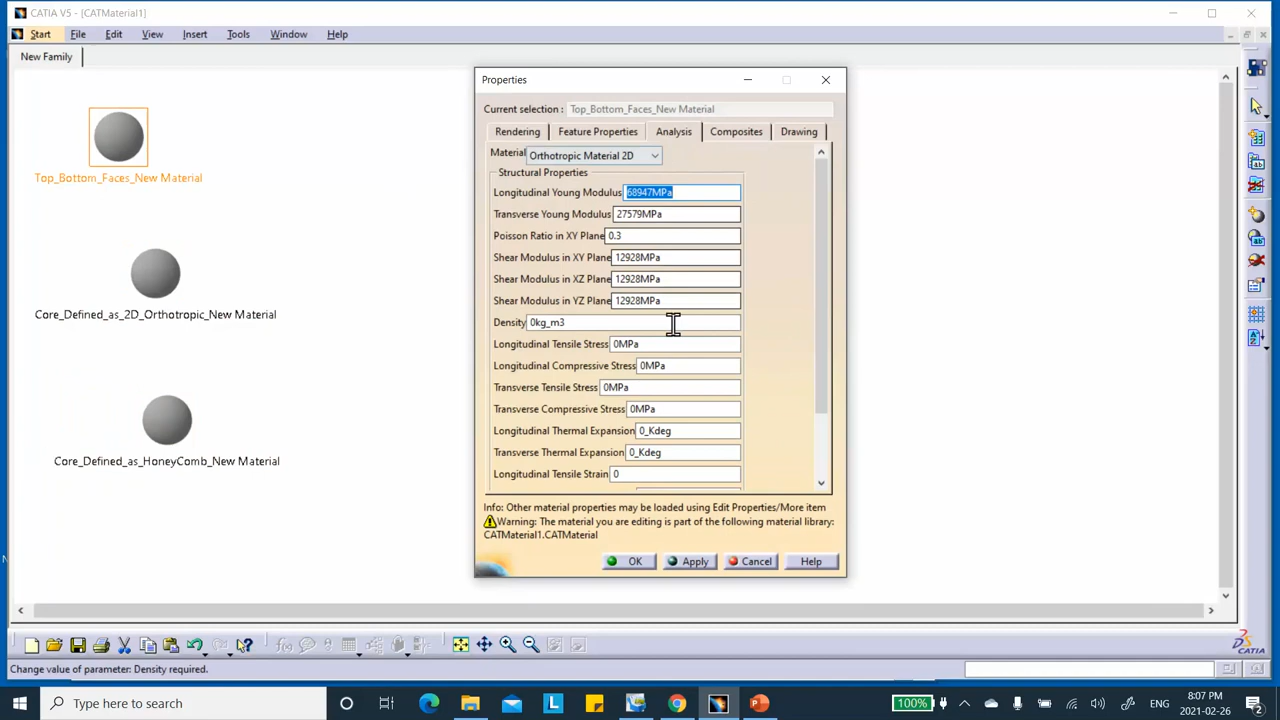 CATIA V5 - [CATMaterial1]
Start File Edit View Insert Tools Window Help
New Family
Top_Bottom_Faces_New Material
Core_Defined_as_2D_Orthotropic_New Material
Core_Defined_as_HoneyComb_New Material
Properties
Current selection : Top_Bottom_Faces_New Material
Rendering Feature Properties Analysis Composites Drawing
Material Orthotropic Material 2D
Structural Properties
Longitudinal Young Modulus 68947MPa
Transverse Young Modulus 27579MPa
Poisson Ratio in XY Plane 0.3
Shear Modulus in XY Plane 12928MPa
Shear Modulus in XZ Plane 12928MPa
Shear Modulus in YZ Plane 12928MPa
Density 0kg_m3
Longitudinal Tensile Stress 0MPa
Longitudinal Compressive Stress 0MPa
Transverse Tensile Stress 0MPa
Transverse Compressive Stress 0MPa
Longitudinal Thermal Expansion 0_Kdeg
Transverse Thermal Expansion 0_Kdeg
Longitudinal Tensile Strain 0
Info: Other material properties may be loaded using Edit Properties/More item
Warning: The material you are editing is part of the following material library:
CATMaterial1.CATMaterial
OK Apply Cancel Help
CATIA
Change value of parameter: Density required.
Type here to search
100%
ENG
8:07 PM
2021-02-26
2